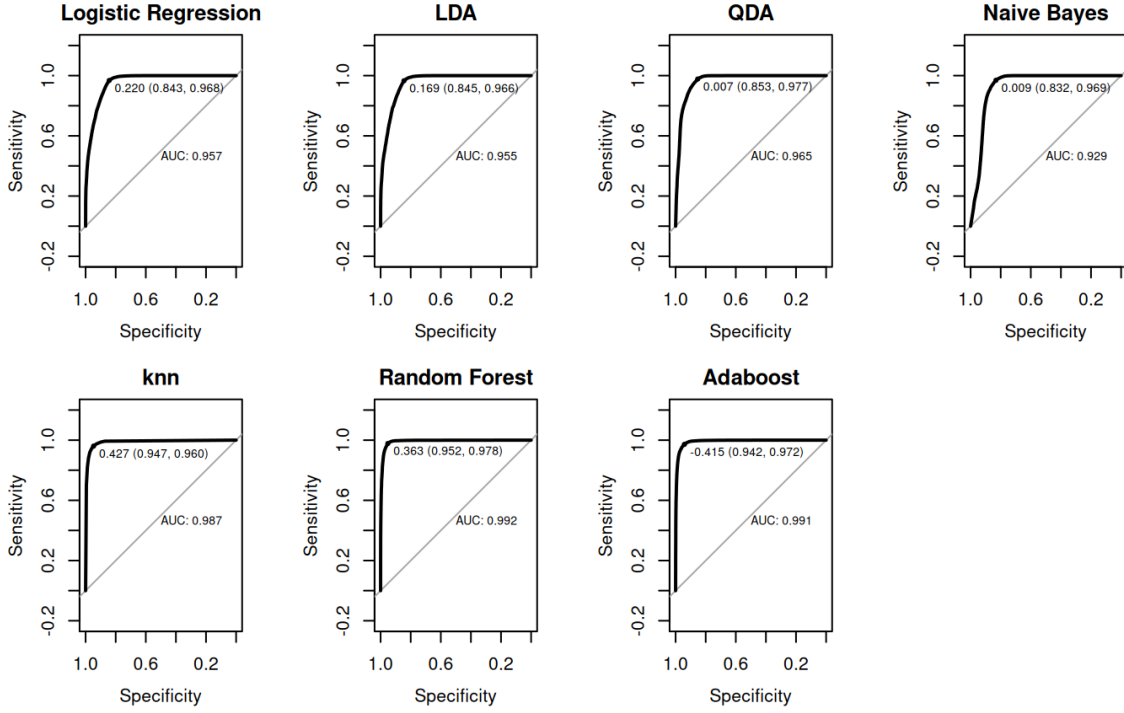 Logistic Regression
Sensitivity
-0.2 0.2 0.6 1.0
0.220 (0.843, 0.968)
AUC: 0.957
1.0 0.6 0.2
Specificity
LDA
Sensitivity
-0.2 0.2 0.6 1.0
0.169 (0.845, 0.966)
AUC: 0.955
1.0 0.6 0.2
Specificity
QDA
Sensitivity
-0.2 0.2 0.6 1.0
0.007 (0.853, 0.977)
AUC: 0.965
1.0 0.6 0.2
Specificity
Naive Bayes
Sensitivity
-0.2 0.2 0.6 1.0
0.009 (0.832, 0.969)
AUC: 0.929
1.0 0.6 0.2
Specificity
knn
Sensitivity
-0.2 0.2 0.6 1.0
0.427 (0.947, 0.960)
AUC: 0.987
1.0 0.6 0.2
Specificity
Random Forest
Sensitivity
-0.2 0.2 0.6 1.0
0.363 (0.952, 0.978)
AUC: 0.992
1.0 0.6 0.2
Specificity
Adaboost
Sensitivity
-0.2 0.2 0.6 1.0
-0.415 (0.942, 0.972)
AUC: 0.991
1.0 0.6 0.2
Specificity